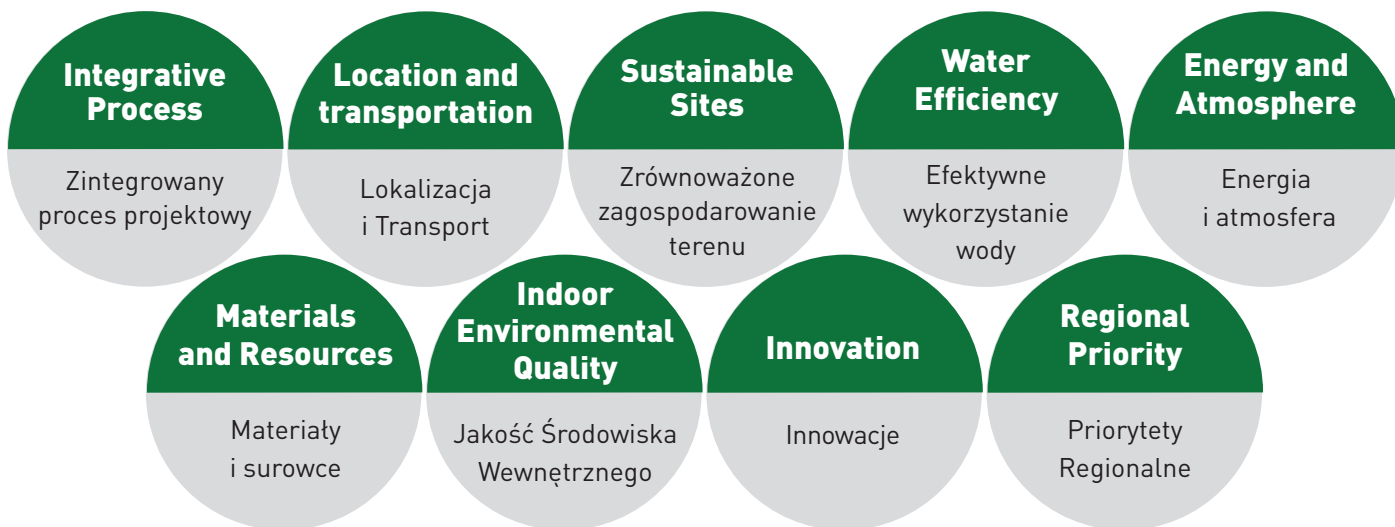 Integrative
Process
Zintegrowany
proces projektowy
Location and
transportation
Lokalizacja
i Transport
Sustainable
Sites
Zrównoważone
zagospodarowanie
terenu
Water
Efficiency
Efektywne
wykorzystanie
wody
Energy and
Atmosphere
Energia
i atmosfera
Materials
and Resources
Materiały
i surowce
Indoor
Environmental
Quality
Jakość Środowiska
Wewnętrznego
Innovation
Innowacje
Regional
Priority
Priorytety
Regionalne